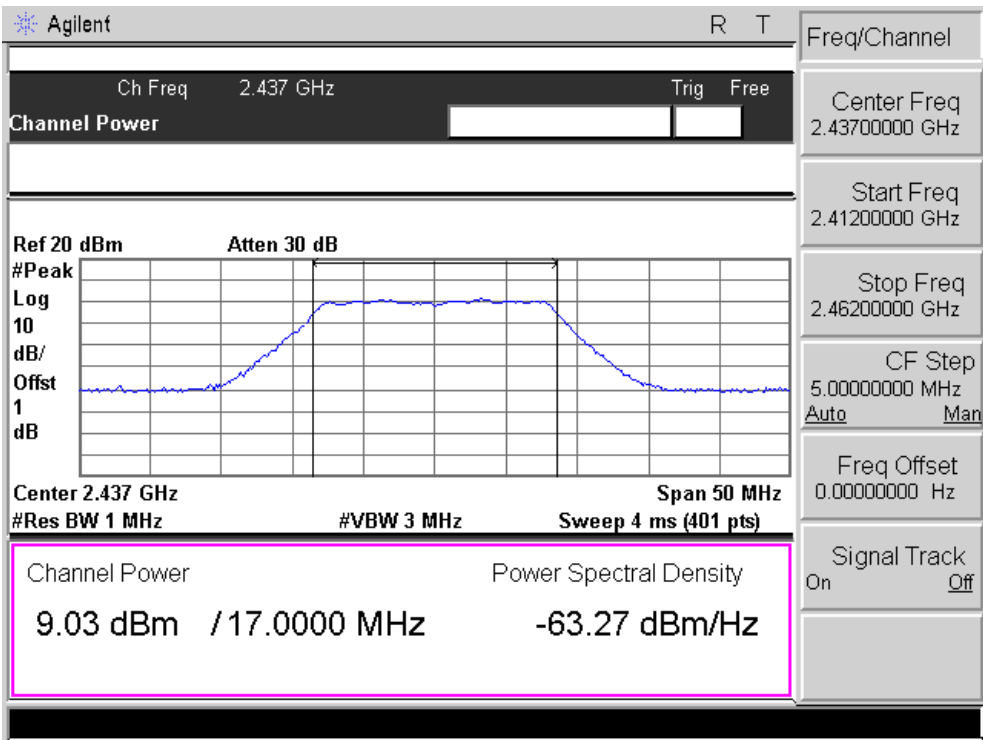 Agilent
R T
Ch Freq 2.437 GHz
Trig Free
Channel Power
Ref 20 dBm
Atten 30 dB
#Peak
Log
10
dB/
Offst
1
dB
Center 2.437 GHz
Span 50 MHz
#Res BW 1 MHz
#VBW 3 MHz
Sweep 4 ms (401 pts)
Channel Power
Power Spectral Density
9.03 dBm /17.0000 MHz
-63.27 dBm/Hz
Freq/Channel
Center Freq
2.43700000 GHz
Start Freq
2.41200000 GHz
Stop Freq
2.46200000 GHz
CF Step
5.00000000 MHz
Auto Man
Freq Offset
0.00000000 Hz
Signal Track
On Off